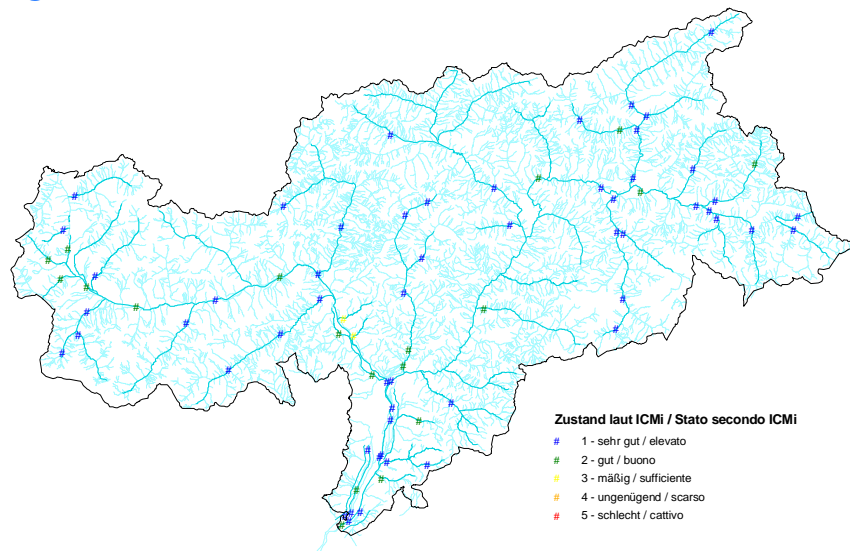 Zustand laut ICMi / Stato secondo ICMi
# 1 - sehr gut / elevato
# 2 - gut / buono
# 3 - mäßig / sufficiente
# 4 - ungenügend / scarso
# 5 - schlecht / cattivo